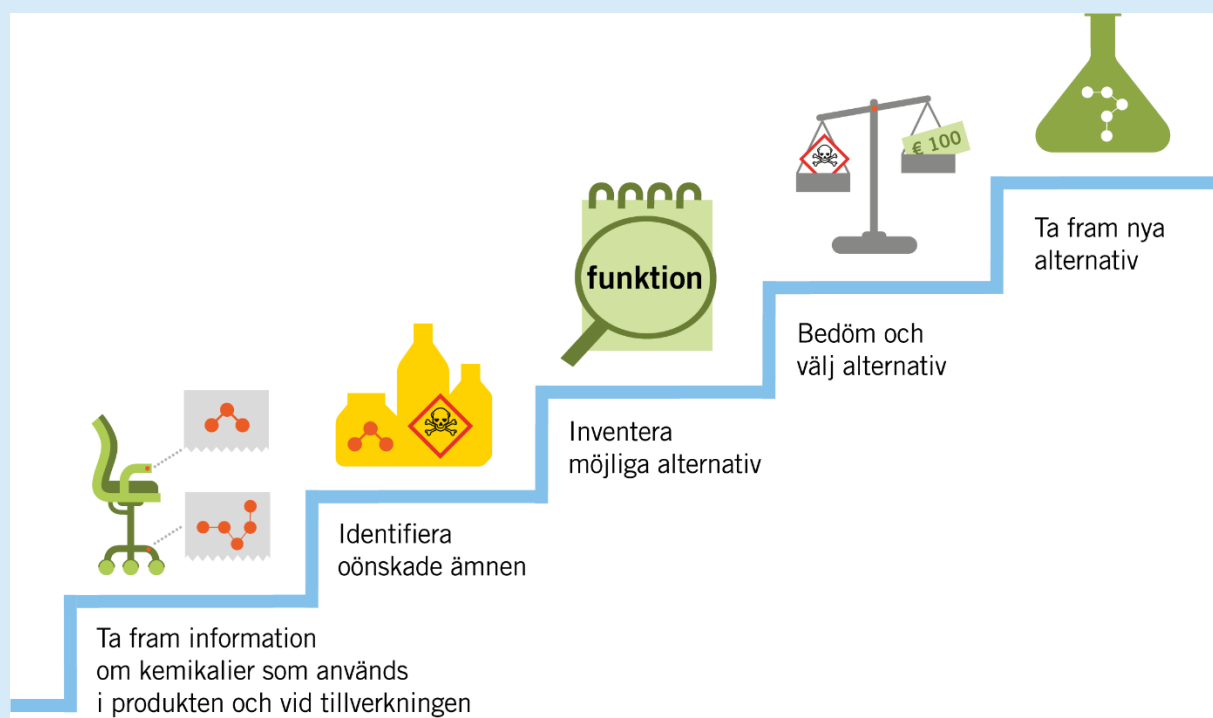 Ta fram information
om kemikalier som används
i produkten och vid tillverkningen
Identifiera
oönskade ämnen
funktion
Inventera
möjliga alternativ
€ 100
Bedöm och
välj alternativ
Ta fram nya
alternativ